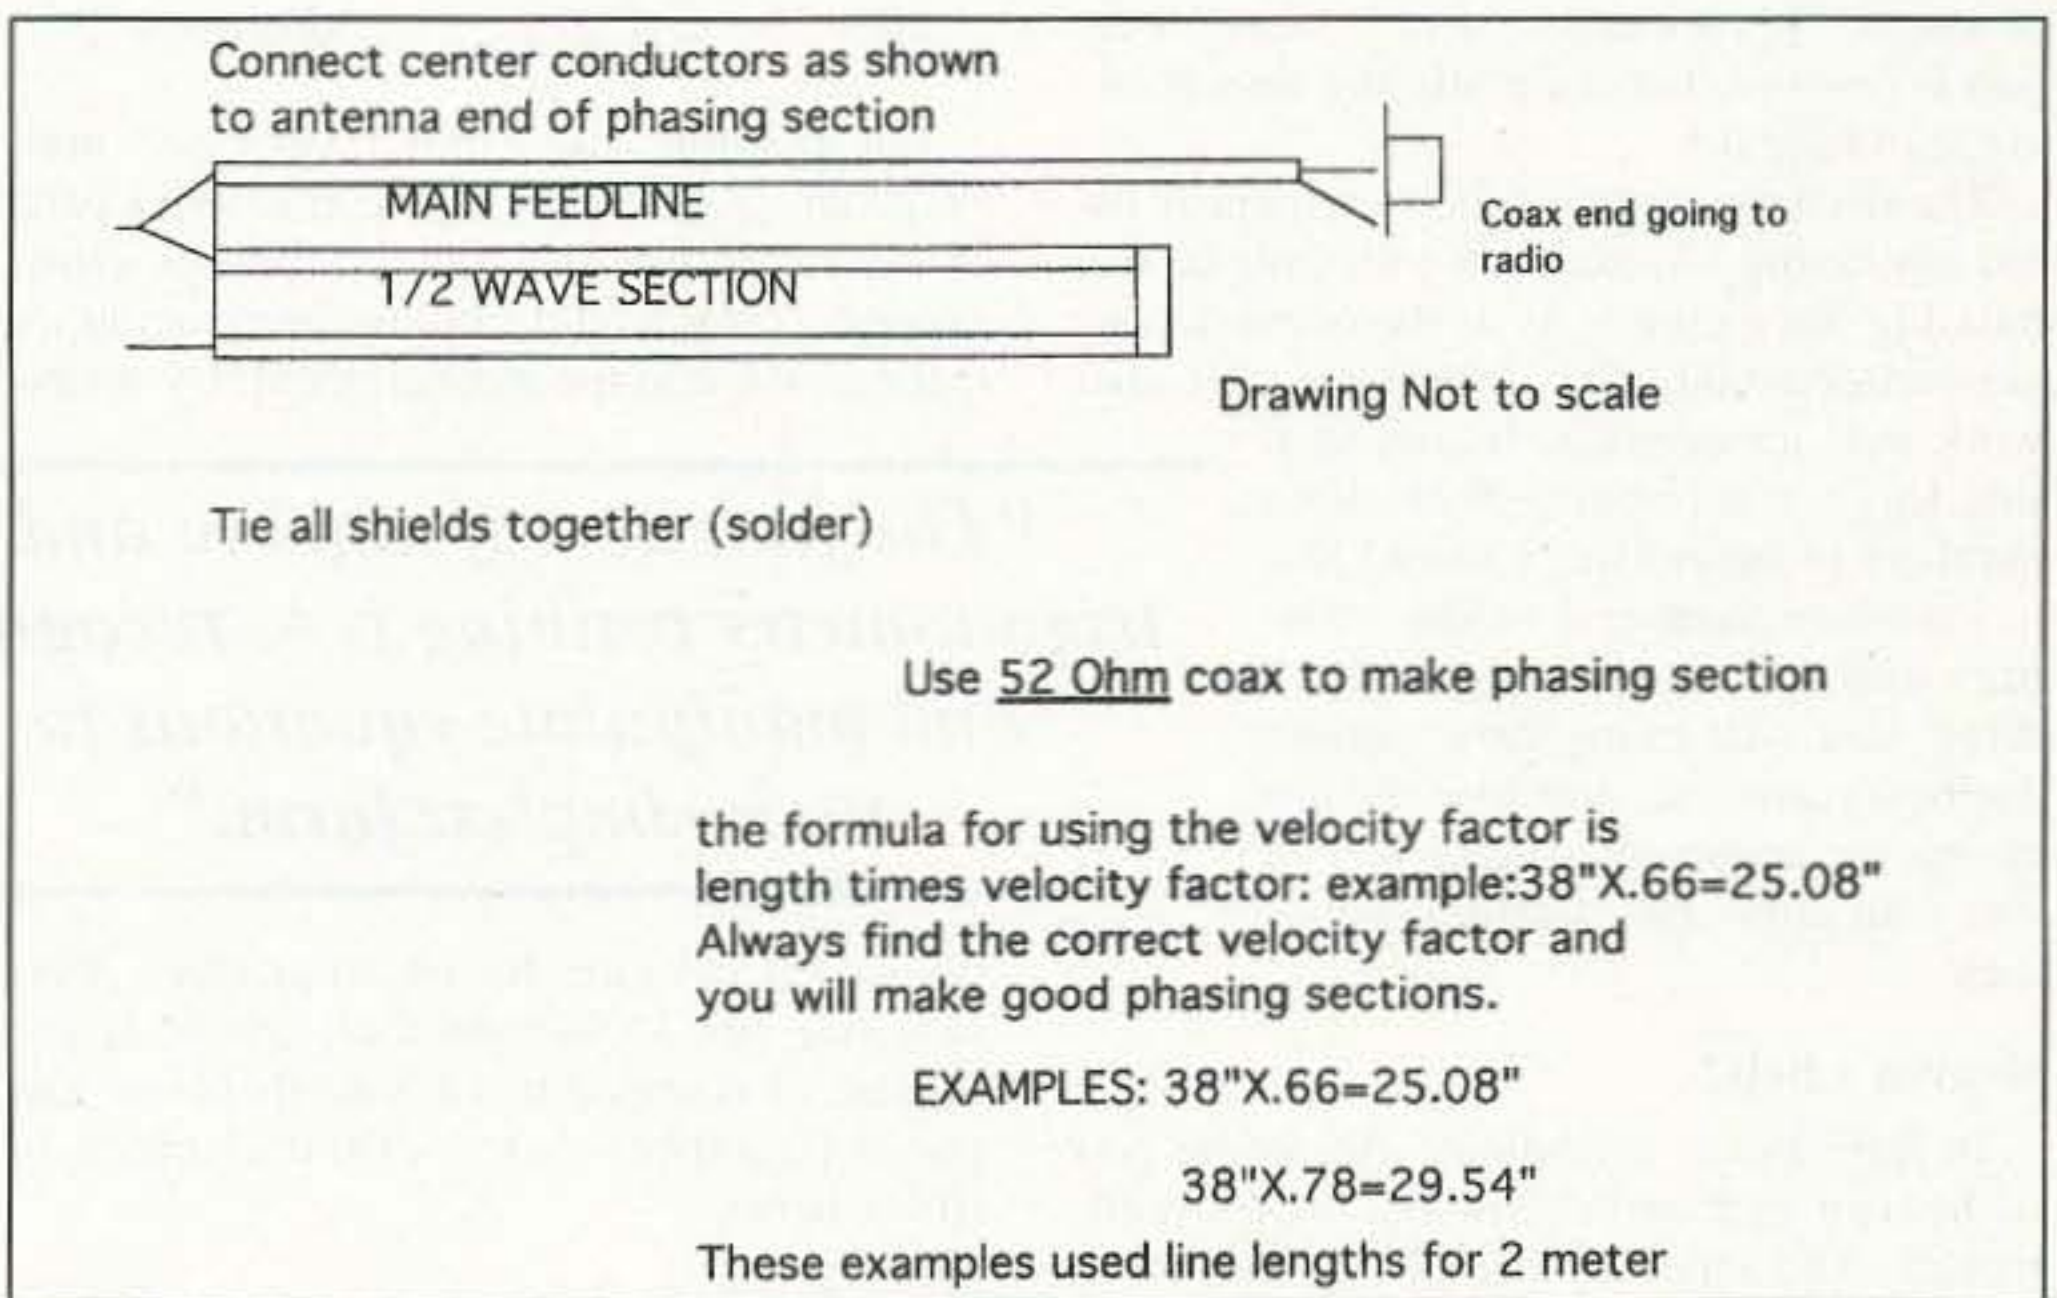 Connect center conductors as shown
to antenna end of phasing section
MAIN FEEDLINE
Coax end going to
radio
1/2 WAVE SECTION
Drawing Not to scale
Tie all shields together (solder)
Use 52 Ohm coax to make phasing section
the formula for using the velocity factor is
length times velocity factor: example:38"X.66=25.08"
Always find the correct velocity factor and
you will make good phasing sections.
EXAMPLES: 38"X.66=25.08"
38"X.78=29.54"
These examples used line lengths for 2 meter